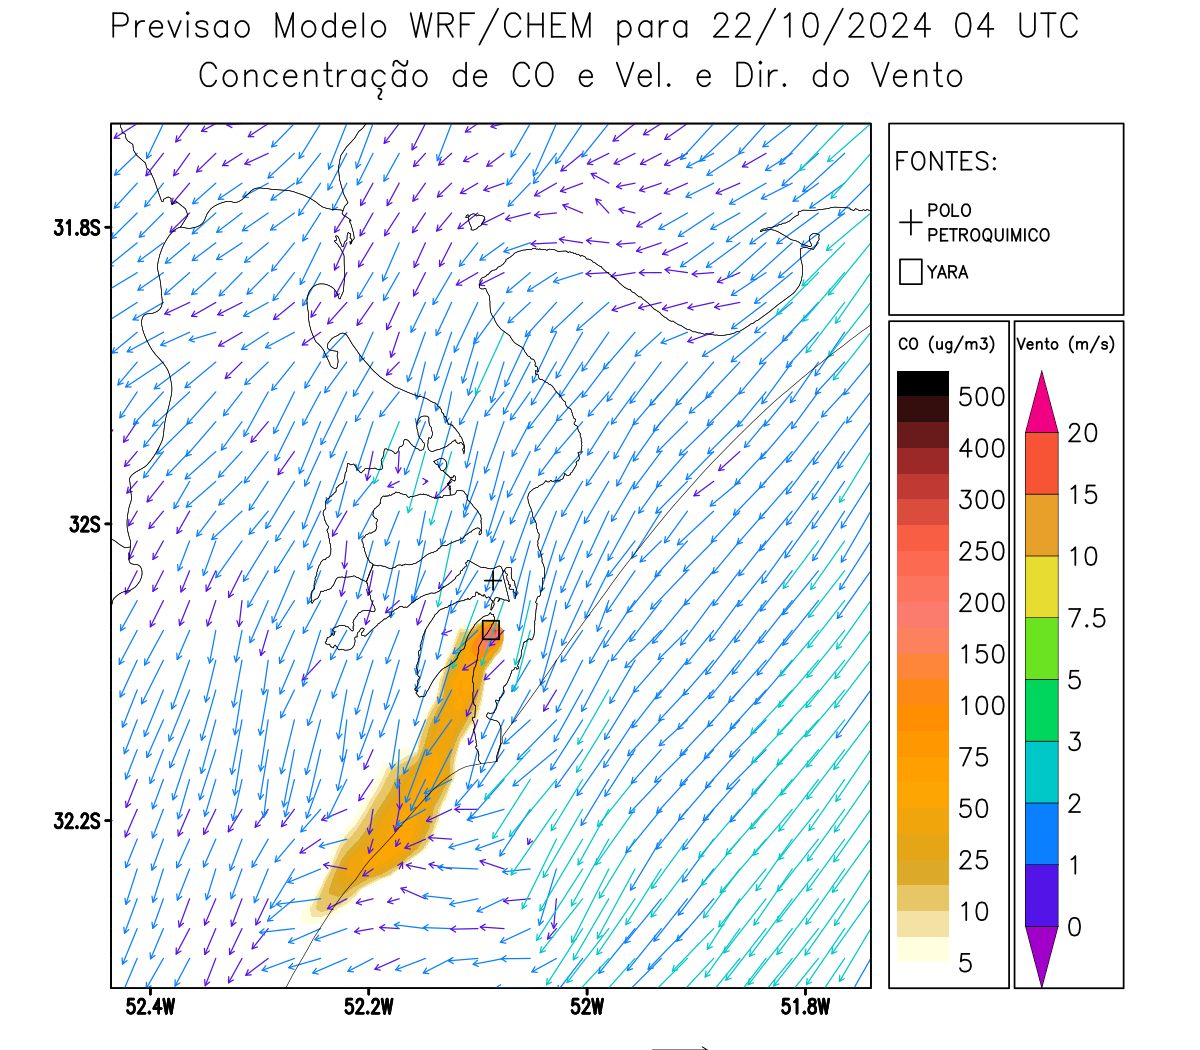 Previsao Modelo WRF/CHEM para 22/10/2024 04 UTC
Concentração de CO e Vel. e Dir. do Vento
FONTES:
POLO
PETROQUIMICO
YARA
CO (ug/m3)
500
400
300
250
200
150
100
75
50
25
10
5
Vento (m/s)
20
15
10
7.5
5
3
2
1
0
31.8S
32S
32.2S
52.4W
52.2W
52W
51.8W